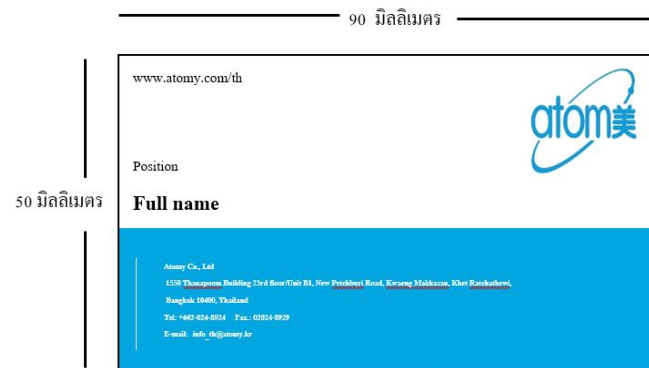 90 มิลลิเมตร
www.atomy.com/th
atom美
Position
50 มิลลิเมตร
Full name
Atomy Co., Ltd
1550 Thanapoom Building 23rd floor/Unit B1, New Petchburi Road, Kwaeng Makkasan, Khet Ratchathewi,
Bangkok 10400, Thailand
Tel: +662-024-8924 Fax.: 02024-8929
E-mail: info_th@atomy.kr